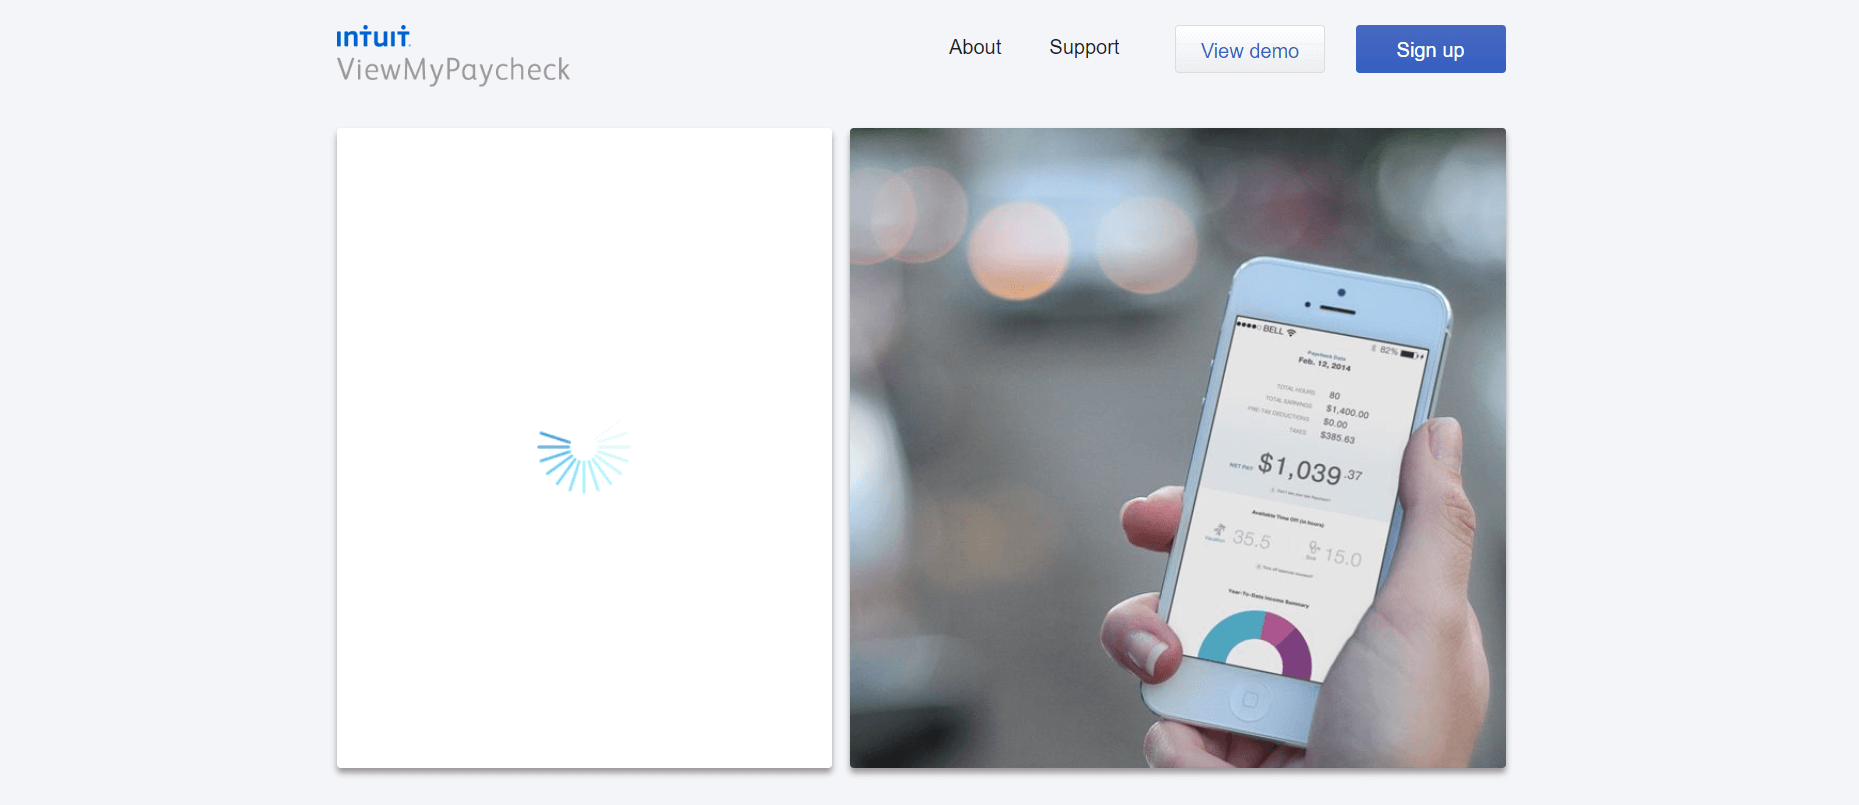 INTUIT
ViewMyPaycheck
About
Support
View demo
Sign up
BELL
82%
Paycheck Date
Feb. 12, 2014
TOTAL HOURS 80
TOTAL EARNINGS $1,400.00
PRE-TAX DEDUCTIONS $0.00
TAXES $385.63
NET PAY $1,039.37
Available Time Off (in hours)
35.5
15.0
Vacation
Sick
Year-To-Date Income Summary